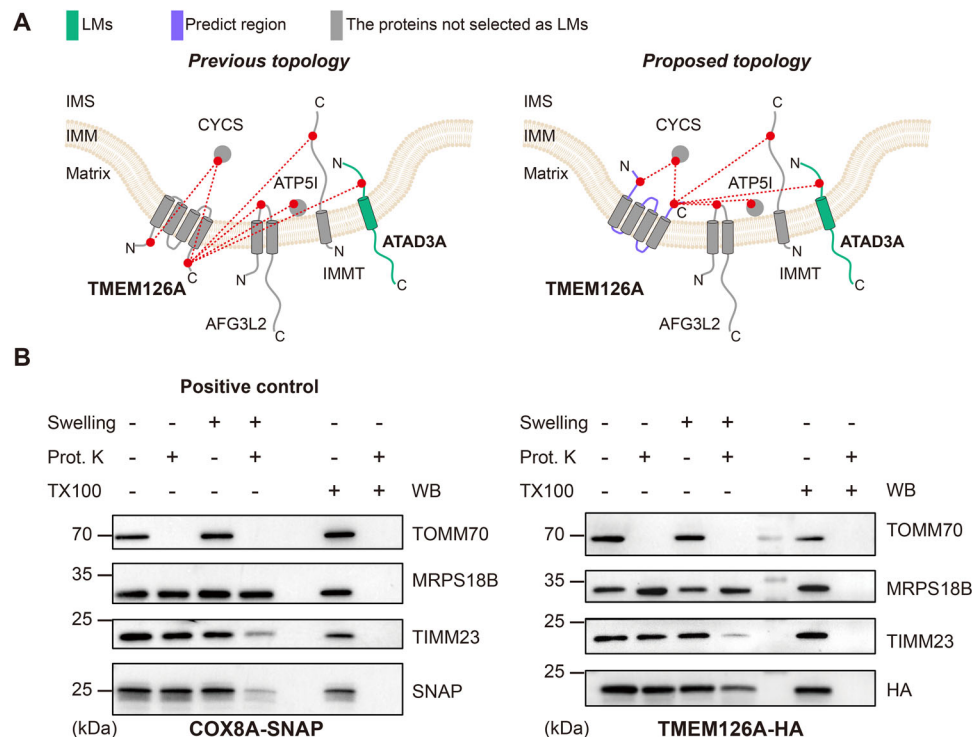 A
LMs
Predict region
The proteins not selected as LMs
Previous topology
IMS
IMM
Matrix
CYCS
C
N
ATP5I
N
C
TMEM126A
N
AFG3L2
C
N
IMMT
ATAD3A
C
Proposed topology
IMS
IMM
Matrix
CYCS
C
N
N
ATP5I
C
TMEM126A
N
AFG3L2
C
N
IMMT
ATAD3A
C
B
Positive control
Swelling - - + + - -
Prot. K - + - + - +
TX100 - - - - + + WB
70 TOMM70
35 MRPS18B
25 TIMM23
25 SNAP
(kDa) COX8A-SNAP
Swelling - - + + - -
Prot. K - + - + - +
TX100 - - - - + + WB
70 TOMM70
35 MRPS18B
25 TIMM23
25 HA
(kDa) TMEM126A-HA